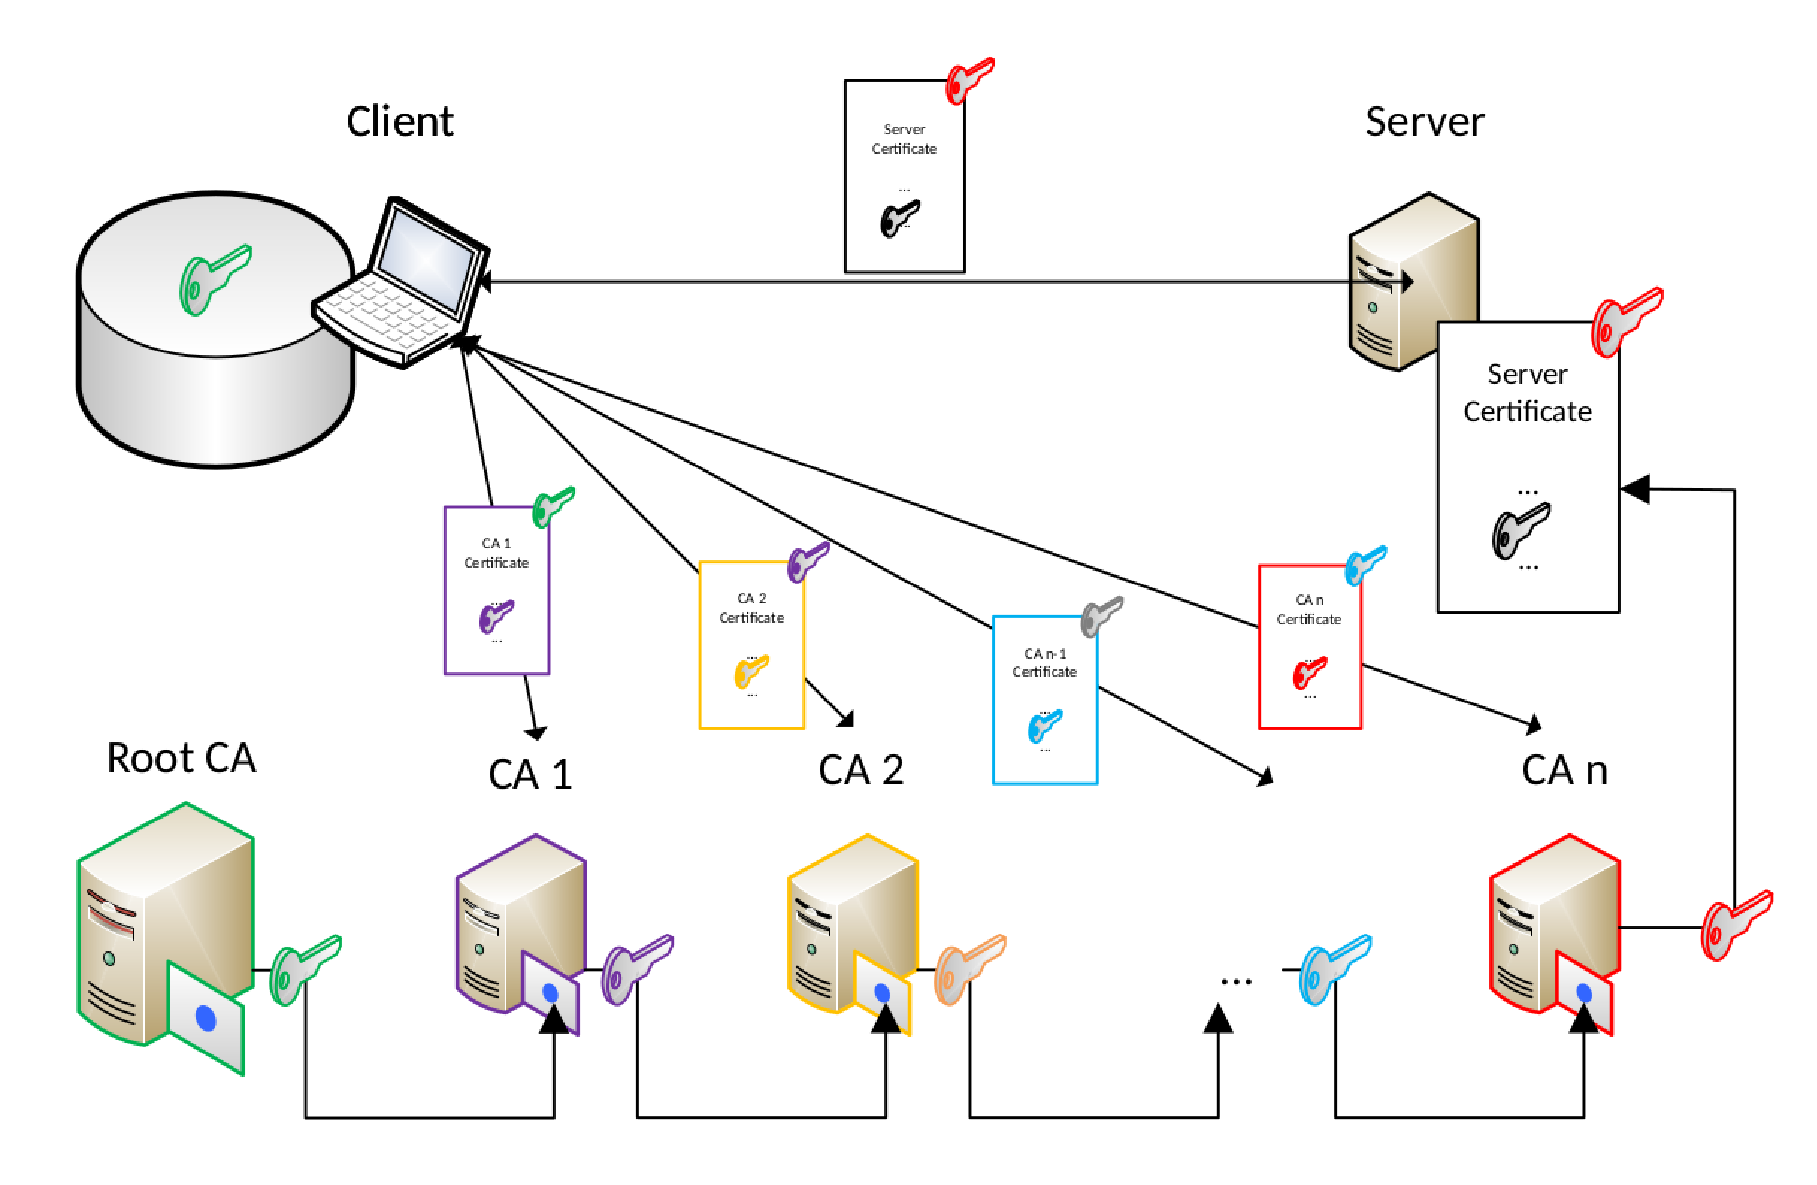 Client
Server
Server
Certificate
...
...
Server
Certificate
...
...
CA 1
Certificate
...
...
CA 2
Certificate
...
...
CA n-1
Certificate
...
...
CA n
Certificate
...
...
Root CA
CA 1
CA 2
CA n
...